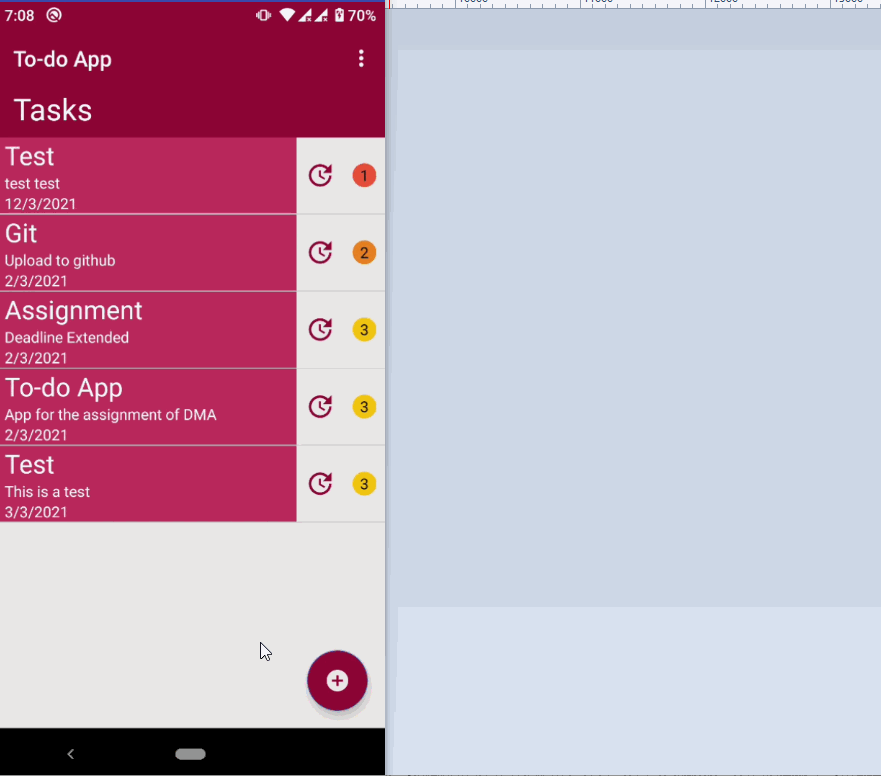 7:08 70%
To-do App
Tasks
Test
test test
12/3/2021
1
Git
Upload to github
2/3/2021
2
Assignment
Deadline Extended
2/3/2021
3
To-do App
App for the assignment of DMA
2/3/2021
3
Test
This is a test
3/3/2021
3